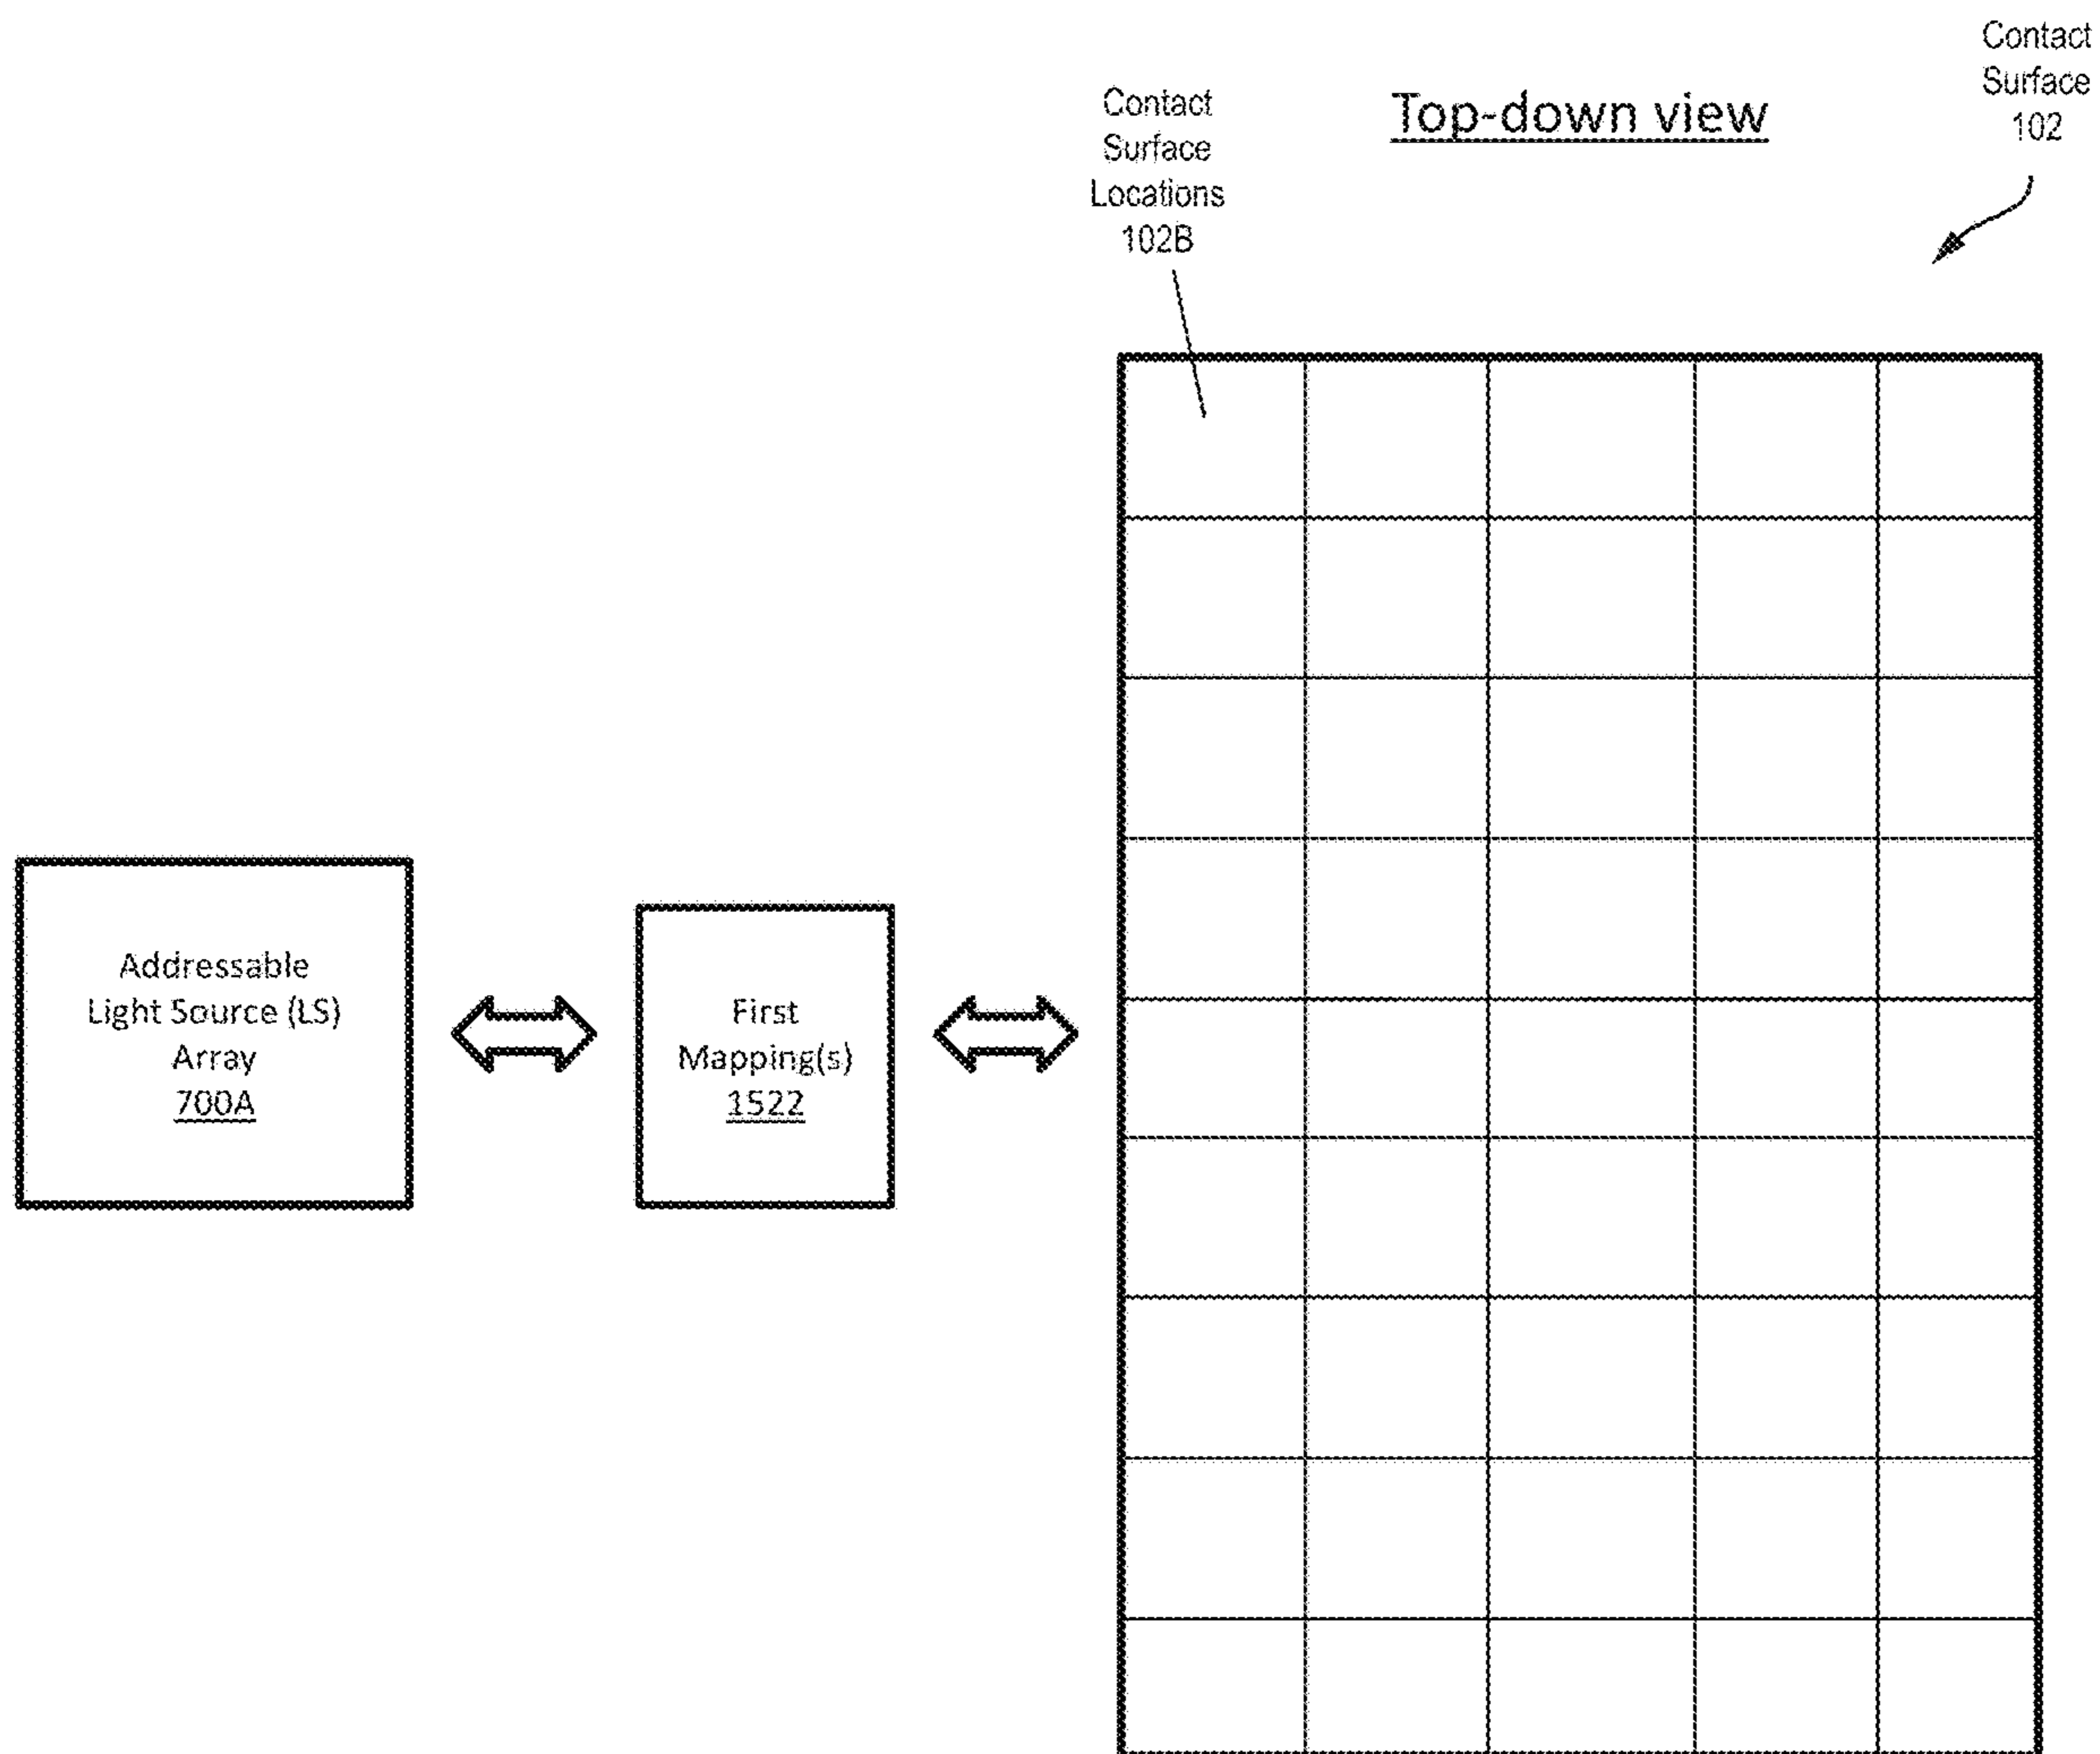 Contact
Surface
102
Top-down view
Contact
Surface
Locations
102B
Addressable
Light Source (LS)
Array
700A
First
Mapping(s)
1522